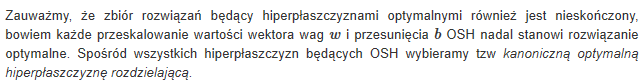 Zauważmy, że zbiór rozwiązań będący hiperpłaszczyznami optymalnymi również jest nieskończony,
bowiem każde przeskalowanie wartości wektora wag w i przesunięcia b OSH nadal stanowi rozwiązanie
optymalne. Spośród wszystkich hiperpłaszczyzn będących OSH wybieramy tzw kanoniczną optymalną
hiperpłaszczyznę rozdzielającą.